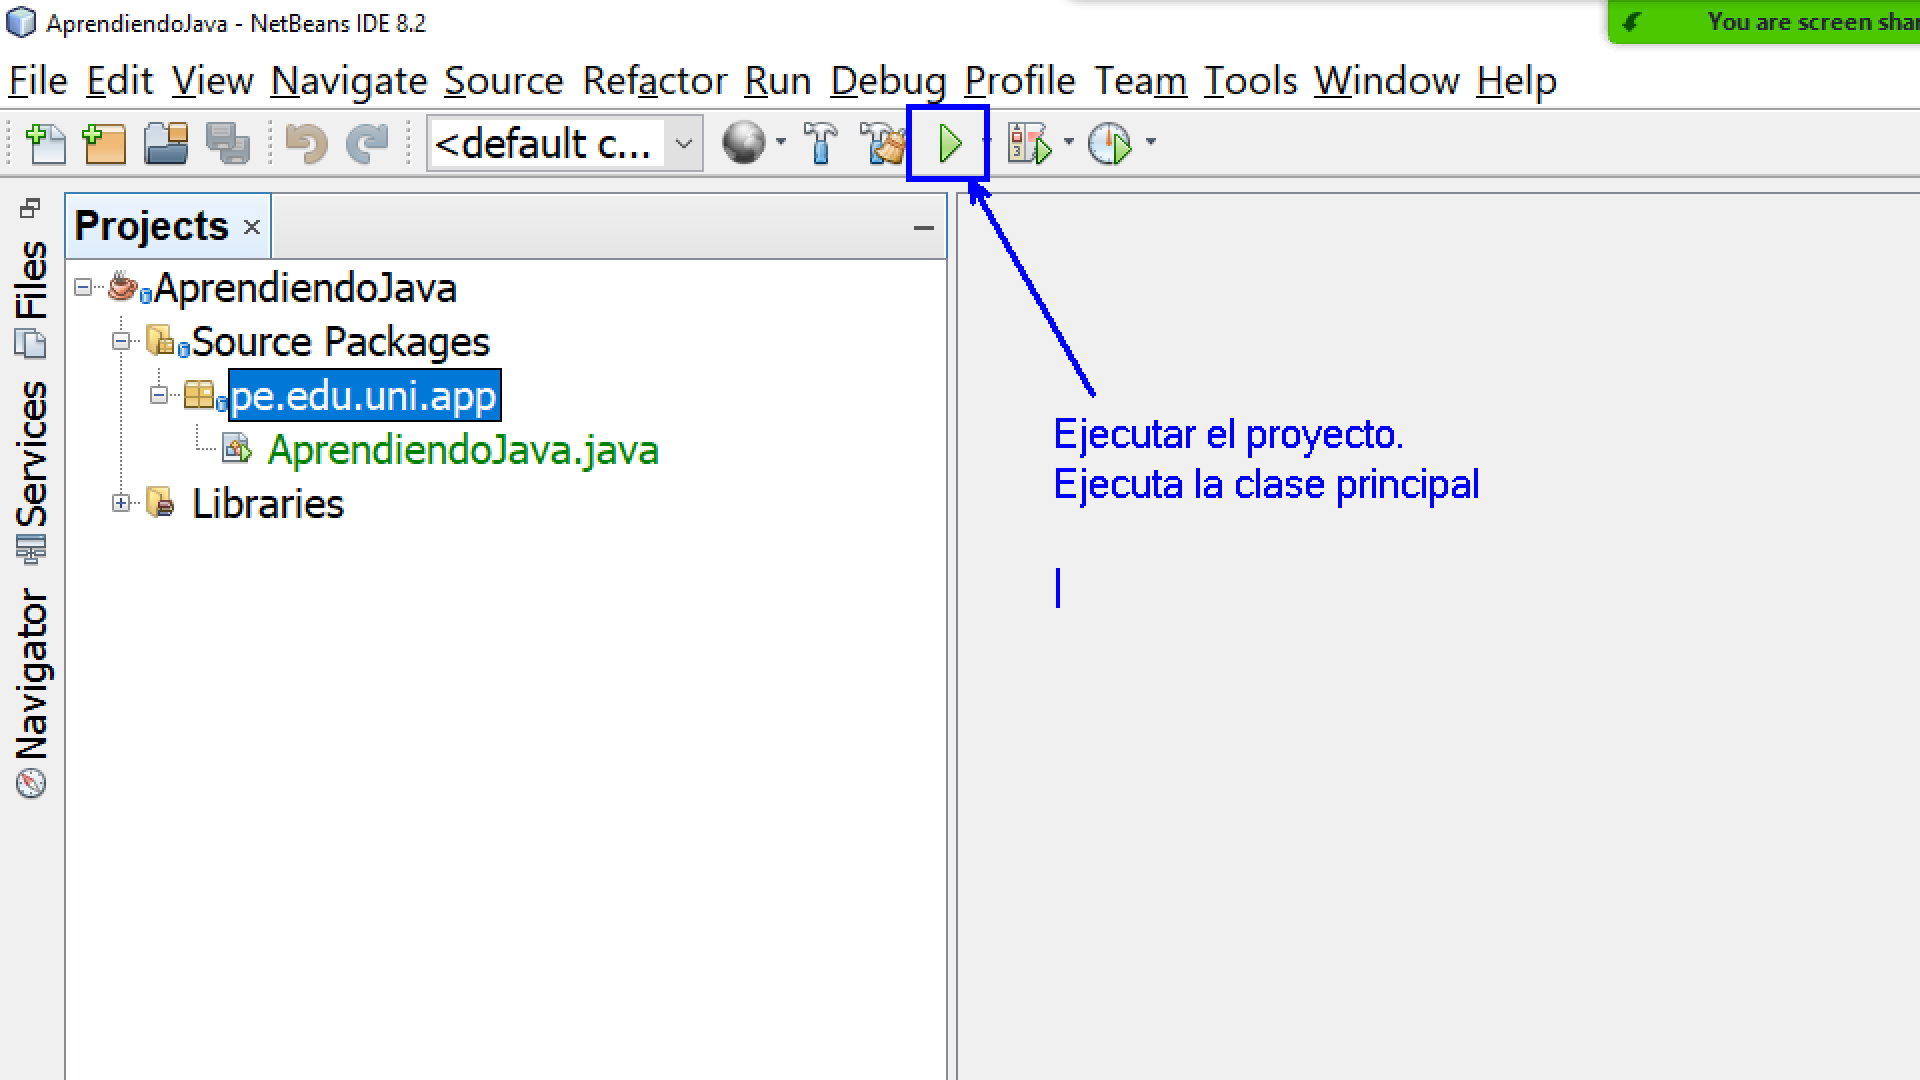 AprendiendoJava - NetBeans IDE 8.2
You are screen shar
File Edit View Navigate Source Refactor Run Debug Profile Team Tools Window Help
<default c...
Projects
Files
Services
Navigator
AprendiendoJava
Source Packages
pe.edu.uni.app
AprendiendoJava.java
Libraries
Ejecutar el proyecto.
Ejecuta la clase principal